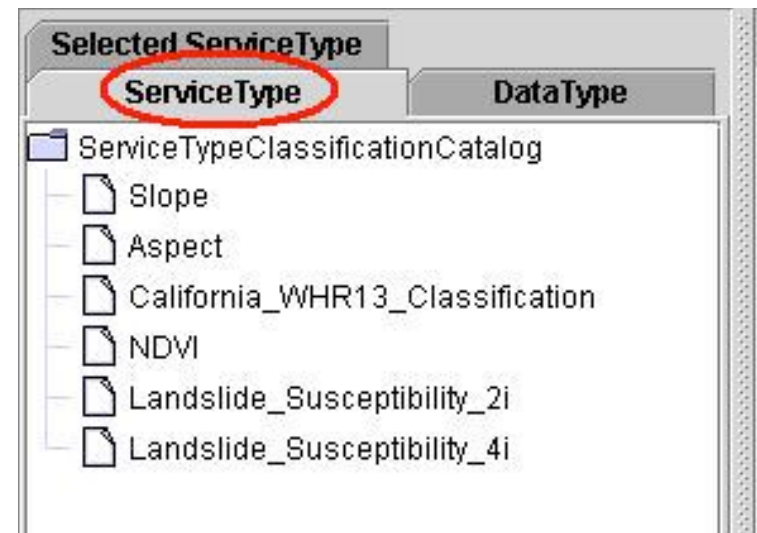 Selected ServiceType
ServiceType DataType
ServiceTypeClassificationCatalog
Slope
Aspect
California_WHR13_Classification
NDVI
Landslide_Susceptibility_2i
Landslide_Susceptibility_4i